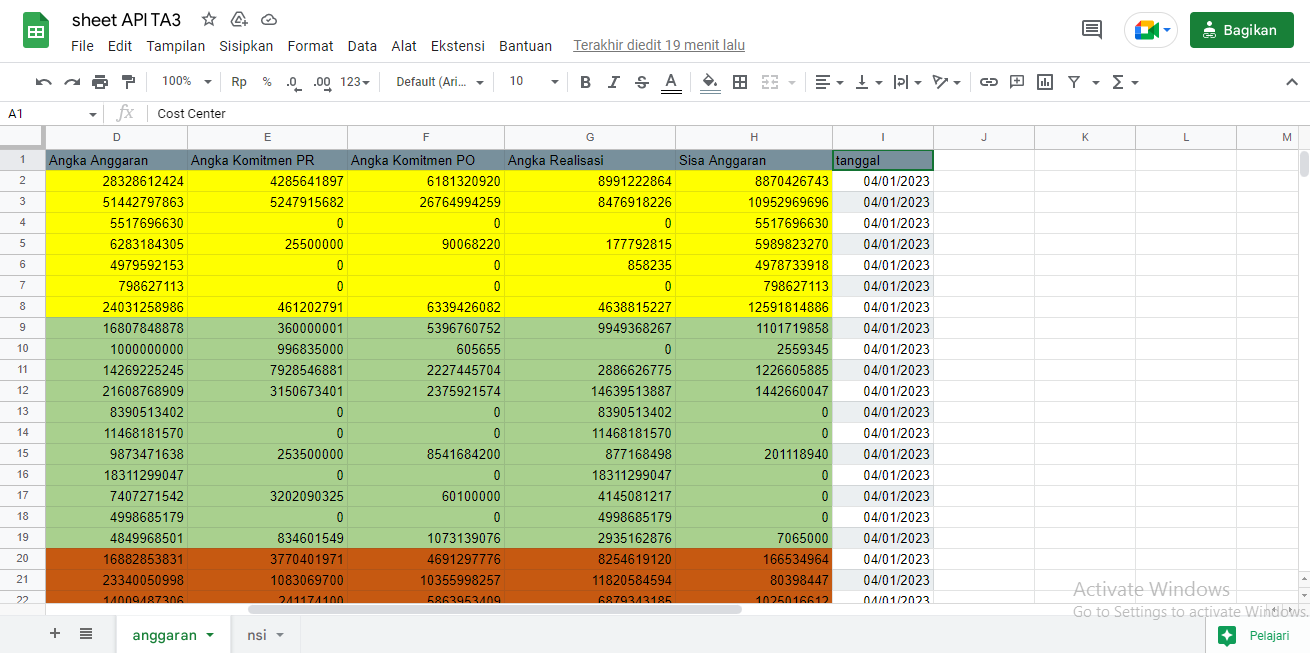 sheet API TA3
File Edit Tampilan Sisipkan Format Data Alat Ekstensi Bantuan Terakhir diedit 19 menit lalu
Bagikan
100% Rp % .0 .00 123 Default (Ari... 10 B I S A Σ
A1 fx Cost Center
D E F G H I J K L M
1 Angka Anggaran Angka Komitmen PR Angka Komitmen PO Angka Realisasi Sisa Anggaran tanggal
2 28328612424 4285641897 6181320920 8991222864 8870426743 04/01/2023
3 51442797863 5247915682 26764994259 8476918226 10952969696 04/01/2023
4 5517696630 0 0 0 5517696630 04/01/2023
5 6283184305 25500000 90068220 177792815 5989823270 04/01/2023
6 4979592153 0 0 858235 4978733918 04/01/2023
7 798627113 0 0 0 798627113 04/01/2023
8 24031258986 461202791 6339426082 4638815227 12591814886 04/01/2023
9 16807848878 360000001 5396760752 9949368267 1101719858 04/01/2023
10 1000000000 996835000 605655 0 2559345 04/01/2023
11 14269225245 7928546881 2227445704 2886626775 1226605885 04/01/2023
12 21608768909 3150673401 2375921574 14639513887 1442660047 04/01/2023
13 8390513402 0 0 8390513402 0 04/01/2023
14 11468181570 0 0 11468181570 0 04/01/2023
15 9873471638 253500000 8541684200 877168498 201118940 04/01/2023
16 18311299047 0 0 18311299047 0 04/01/2023
17 7407271542 3202090325 60100000 4145081217 0 04/01/2023
18 4998685179 0 0 4998685179 0 04/01/2023
19 4849968501 834601549 1073139076 2935162876 7065000 04/01/2023
20 16882853831 3770401971 4691297776 8254619120 166534964 04/01/2023
21 23340050998 1083069700 10355998257 11820584594 80398447 04/01/2023
22 14009487306 241174100 5863953409 6879343185 1025016612 04/01/2023
Activate Windows
Go to Settings to activate Windows.
anggaran nsi Pelajari